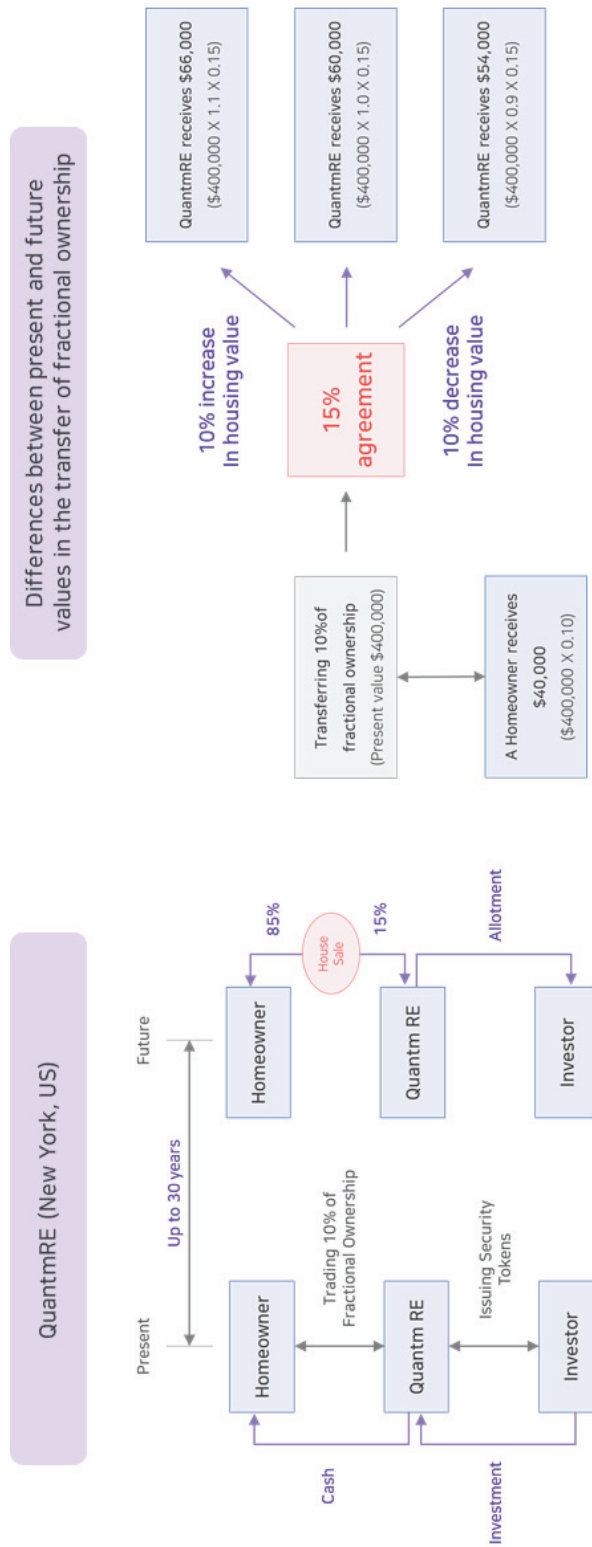 QuantmRE (New York, US)
Present
Future
Up to 30 years
Homeowner
Homeowner
Cash
Trading 10% of
Fractional Ownership
85%
House
Sale
15%
Quantm RE
Quantm RE
Investment
Issuing Security
Tokens
Allotment
Investor
Investor
Differences between present and future
values in the transfer of fractional ownership
Transferring 10%of
fractional ownership
(Present value $400,000)
A Homeowner receives
$40,000
($400,000 X 0.10)
10% increase
In housing value
15%
agreement
10% decrease
In housing value
QuantmRE receives $66,000
($400,000 X 1.1 X 0.15)
QuantmRE receives $60,000
($400,000 X 1.0 X 0.15)
QuantmRE receives $54,000
($400,000 X 0.9 X 0.15)